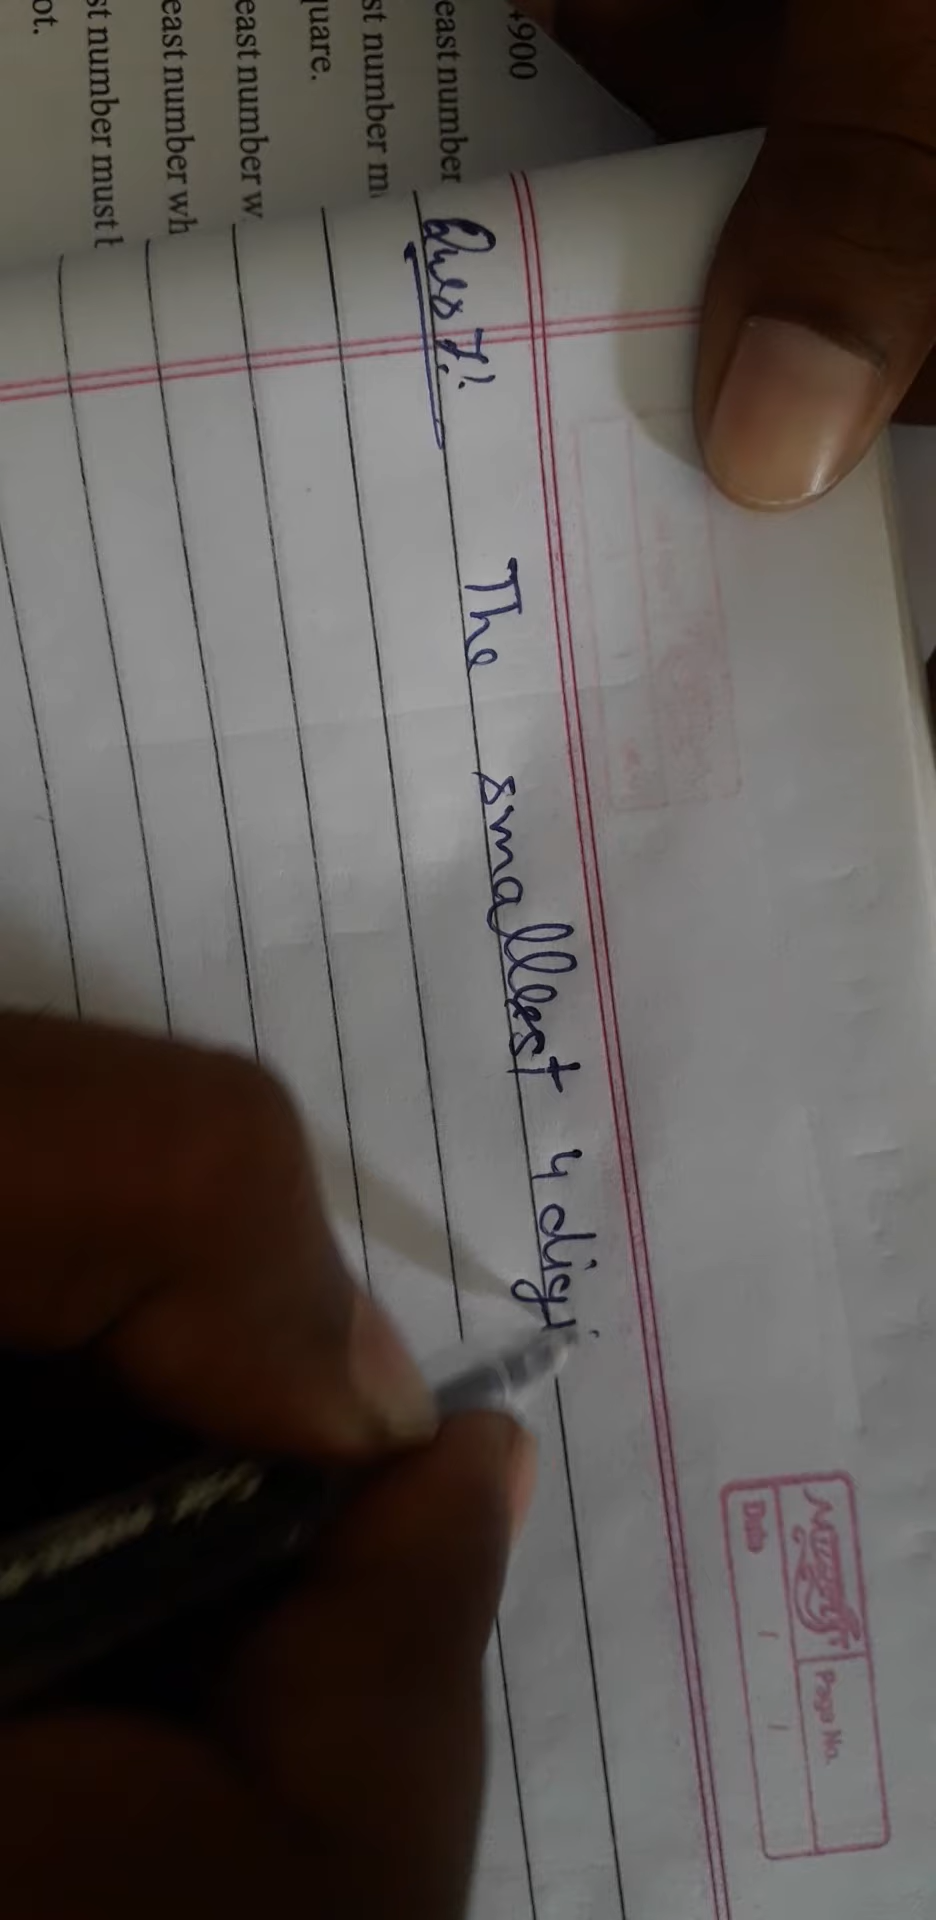 +900
east number
st number m
quare.
east number w
east number wh
st number must b
ot.
Page No.
Date / /
Ques 7:. The smallest 4 digi